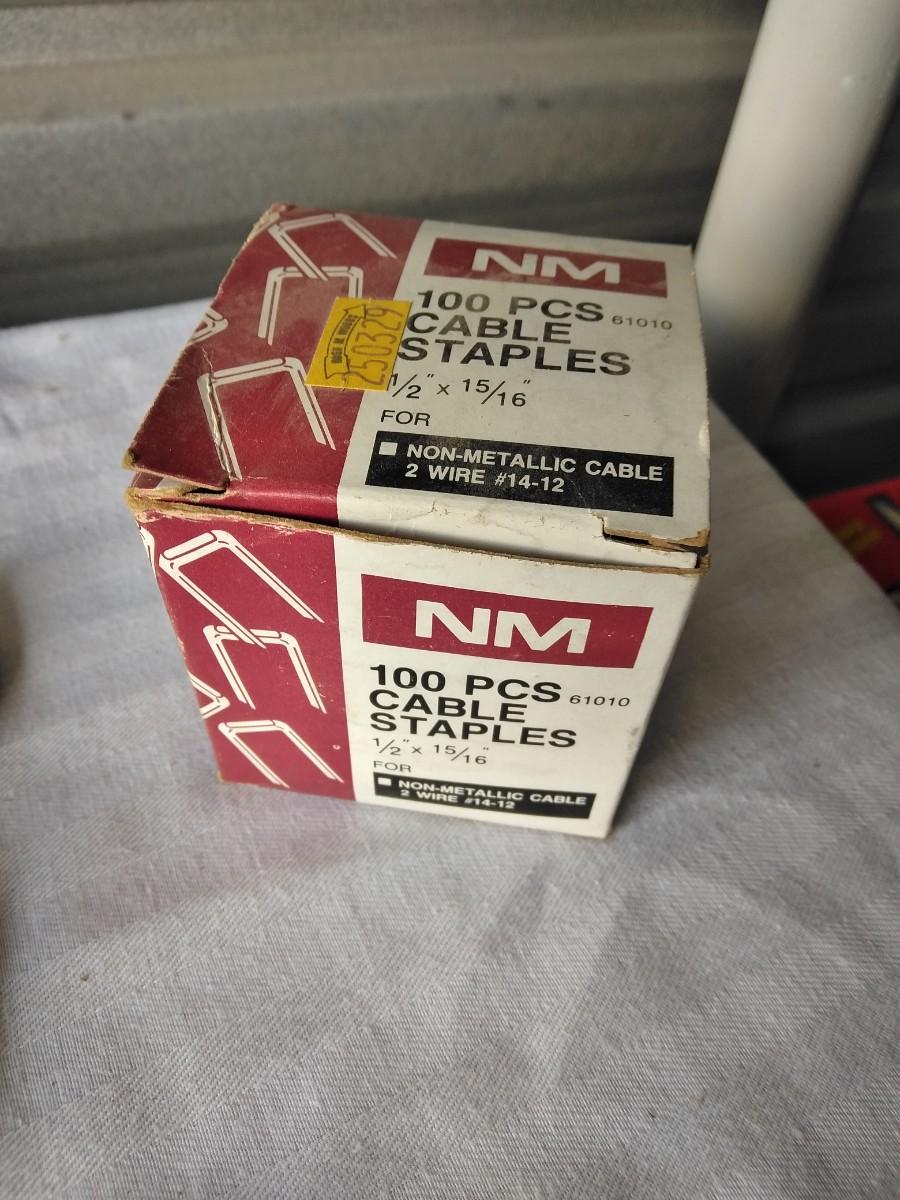 NM
100 PCS 61010
CABLE
STAPLES
1/2" x 15/16"
FOR
NON-METALLIC CABLE
2 WIRE #14-12
250329
NM
100 PCS 61010
CABLE
STAPLES
1/2" x 15/16"
FOR
NON-METALLIC CABLE
2 WIRE #14-12